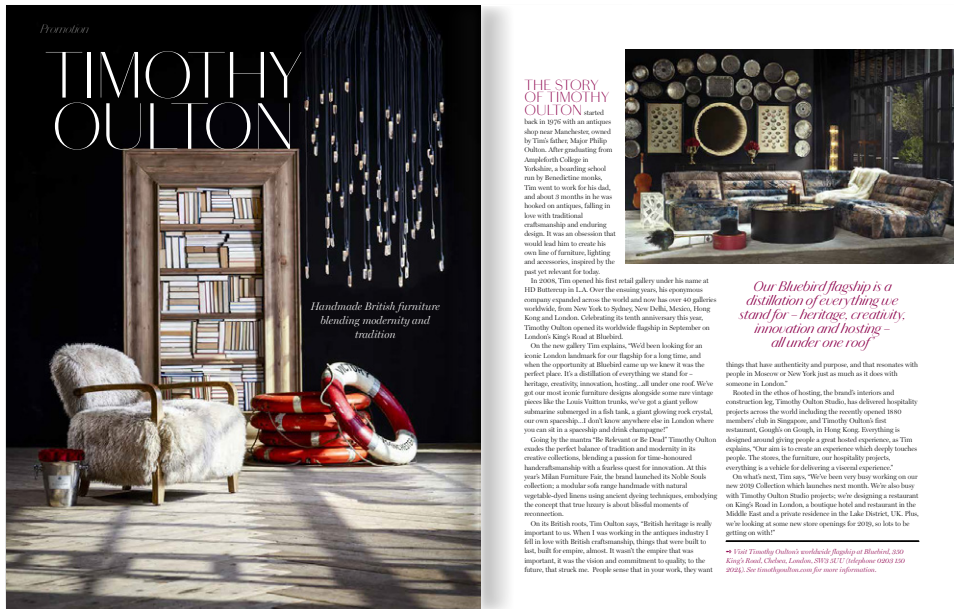 Promotion
TIMOTHY
OULTON
Handmade British furniture
blending modernity and
tradition
VICTORY
THE STORY
OF TIMOTHY
OULTON started
back in 1976 with an antiques
shop near Manchester, owned
by Tim's father, Major Philip
Oulton. After graduating from
Ampleforth College in
Yorkshire, a boarding school
run by Benedictine monks,
Tim went to work for his dad,
and about 3 months in he was
hooked on antiques, falling in
love with traditional
craftsmanship and enduring
design. It was an obsession that
would lead him to create his
own line of furniture, lighting
and accessories, inspired by the
past yet relevant for today.
In 2008, Tim opened his first retail gallery under his name at
HD Buttercup in L.A. Over the ensuing years, his eponymous
company expanded across the world and now has over 40 galleries
worldwide, from New York to Sydney, New Delhi, Mexico, Hong
Kong and London. Celebrating its tenth anniversary this year,
Timothy Oulton opened its worldwide flagship in September on
London's King's Road at Bluebird.
On the new gallery Tim explains, "We'd been looking for an
iconic London landmark for our flagship for a long time, and
when the opportunity at Bluebird came up we knew it was the
perfect place. It's a distillation of everything we stand for –
heritage, creativity, innovation, hosting...all under one roof. We've
got our most iconic furniture designs alongside some rare vintage
pieces like the Louis Vuitton trunks, we've got a giant yellow
submarine submerged in a fish tank, a giant glowing rock crystal,
our own spaceship...I don't know anywhere else in London where
you can sit in a spaceship and drink champagne!"
Going by the mantra "Be Relevant or Be Dead" Timothy Oulton
exudes the perfect balance of tradition and modernity in its
creative collections, blending a passion for time-honoured
handcraftsmanship with a fearless quest for innovation. At this
year's Milan Furniture Fair, the brand launched its Noble Souls
collection; a modular sofa range handmade with natural
vegetable-dyed linens using ancient dyeing techniques, embodying
the concept that true luxury is about blissful moments of
reconnection.
On its British roots, Tim Oulton says, "British heritage is really
important to us. When I was working in the antiques industry I
fell in love with British craftsmanship, things that were built to
last, built for empire, almost. It wasn't the empire that was
important, it was the vision and commitment to quality, to the
future, that struck me. People sense that in your work, they want
Our Bluebird flagship is a
distillation of everything we
stand for – heritage, creativity,
innovation and hosting –
all under one roof"
things that have authenticity and purpose, and that resonates with
people in Moscow or New York just as much as it does with
someone in London."
Rooted in the ethos of hosting, the brand's interiors and
construction leg, Timothy Oulton Studio, has delivered hospitality
projects across the world including the recently opened 1880
members' club in Singapore, and Timothy Oulton's first
restaurant, Gough's on Gough, in Hong Kong. Everything is
designed around giving people a great hosted experience, as Tim
explains, "Our aim is to create an experience which deeply touches
people. The stores, the furniture, our hospitality projects,
everything is a vehicle for delivering a visceral experience."
On what's next, Tim says, "We've been very busy working on our
new 2019 Collection which launches next month. We're also busy
with Timothy Oulton Studio projects; we're designing a restaurant
on King's Road in London, a boutique hotel and restaurant in the
Middle East and a private residence in the Lake District, UK. Plus,
we're looking at some new store openings for 2019, so lots to be
getting on with!"
➺ Visit Timothy Oulton's worldwide flagship at Bluebird, 350
King's Road, Chelsea, London, SW3 5UU (telephone 0203 150
2024). See timothyoulton.com for more information.